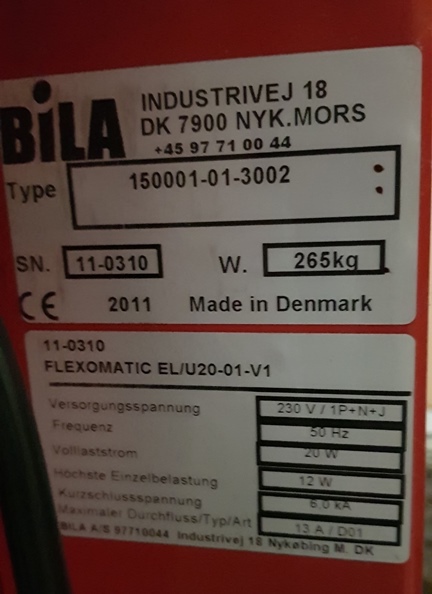 BiLA
INDUSTRIVEJ 18
DK 7900 NYK.MORS
+45 97 71 00 44
Type 150001-01-3002
SN. 11-0310 W. 265kg
CE 2011 Made in Denmark
11-0310
FLEXOMATIC EL/U20-01-V1
Versorgungsspannung 230 V / 1P+N+J
Frequenz 50 Hz
Volllaststrom 20 W
Höchste Einzelbelastung 12 W
Kurzschlussspannung 6,0 kA
Maximaler Durchfluss/Typ/Art 13 A / D01
BILA A/S 97710044 Industrivej 18 Nykøbing M. DK